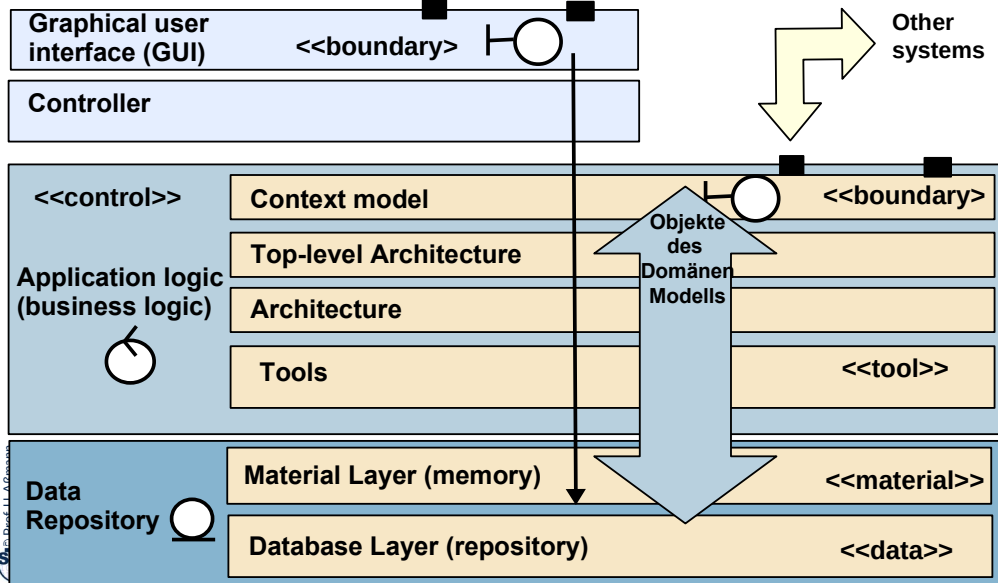 Graphical user
interface (GUI)
<<boundary>
Other
systems
Controller
<<control>>
Context model
<<boundary>
Objekte
des
Domänen
Modells
Top-level Architecture
Application logic
(business logic)
Architecture
Tools
<<tool>>
Data
Repository
Material Layer (memory)
<<material>>
Database Layer (repository)
<<data>>